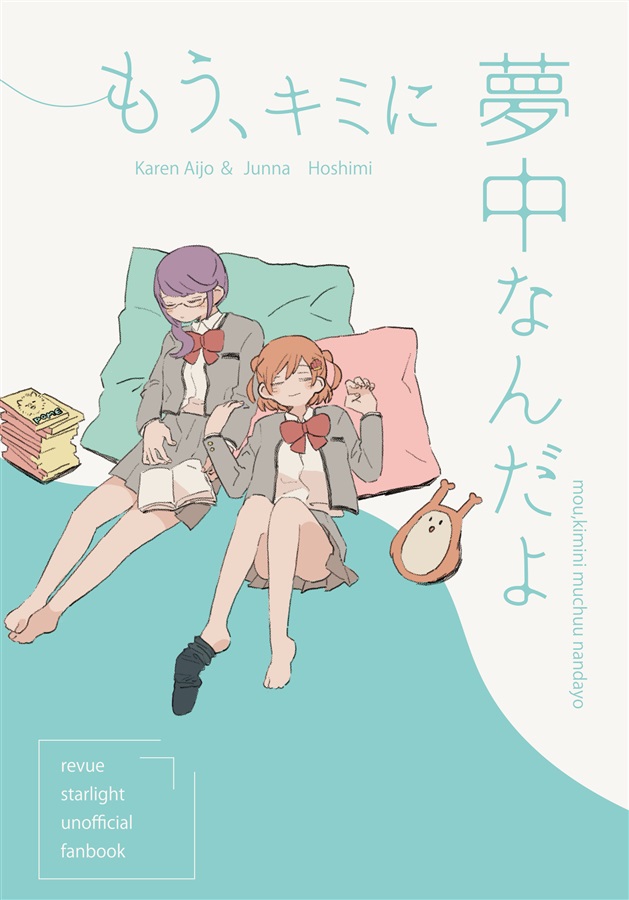 もう、キミに
夢中なんだよ
Karen Aijo & Junna Hoshimi
mou,kimini muchuu nandayo
POME
revue
starlight
unofficial
fanbook